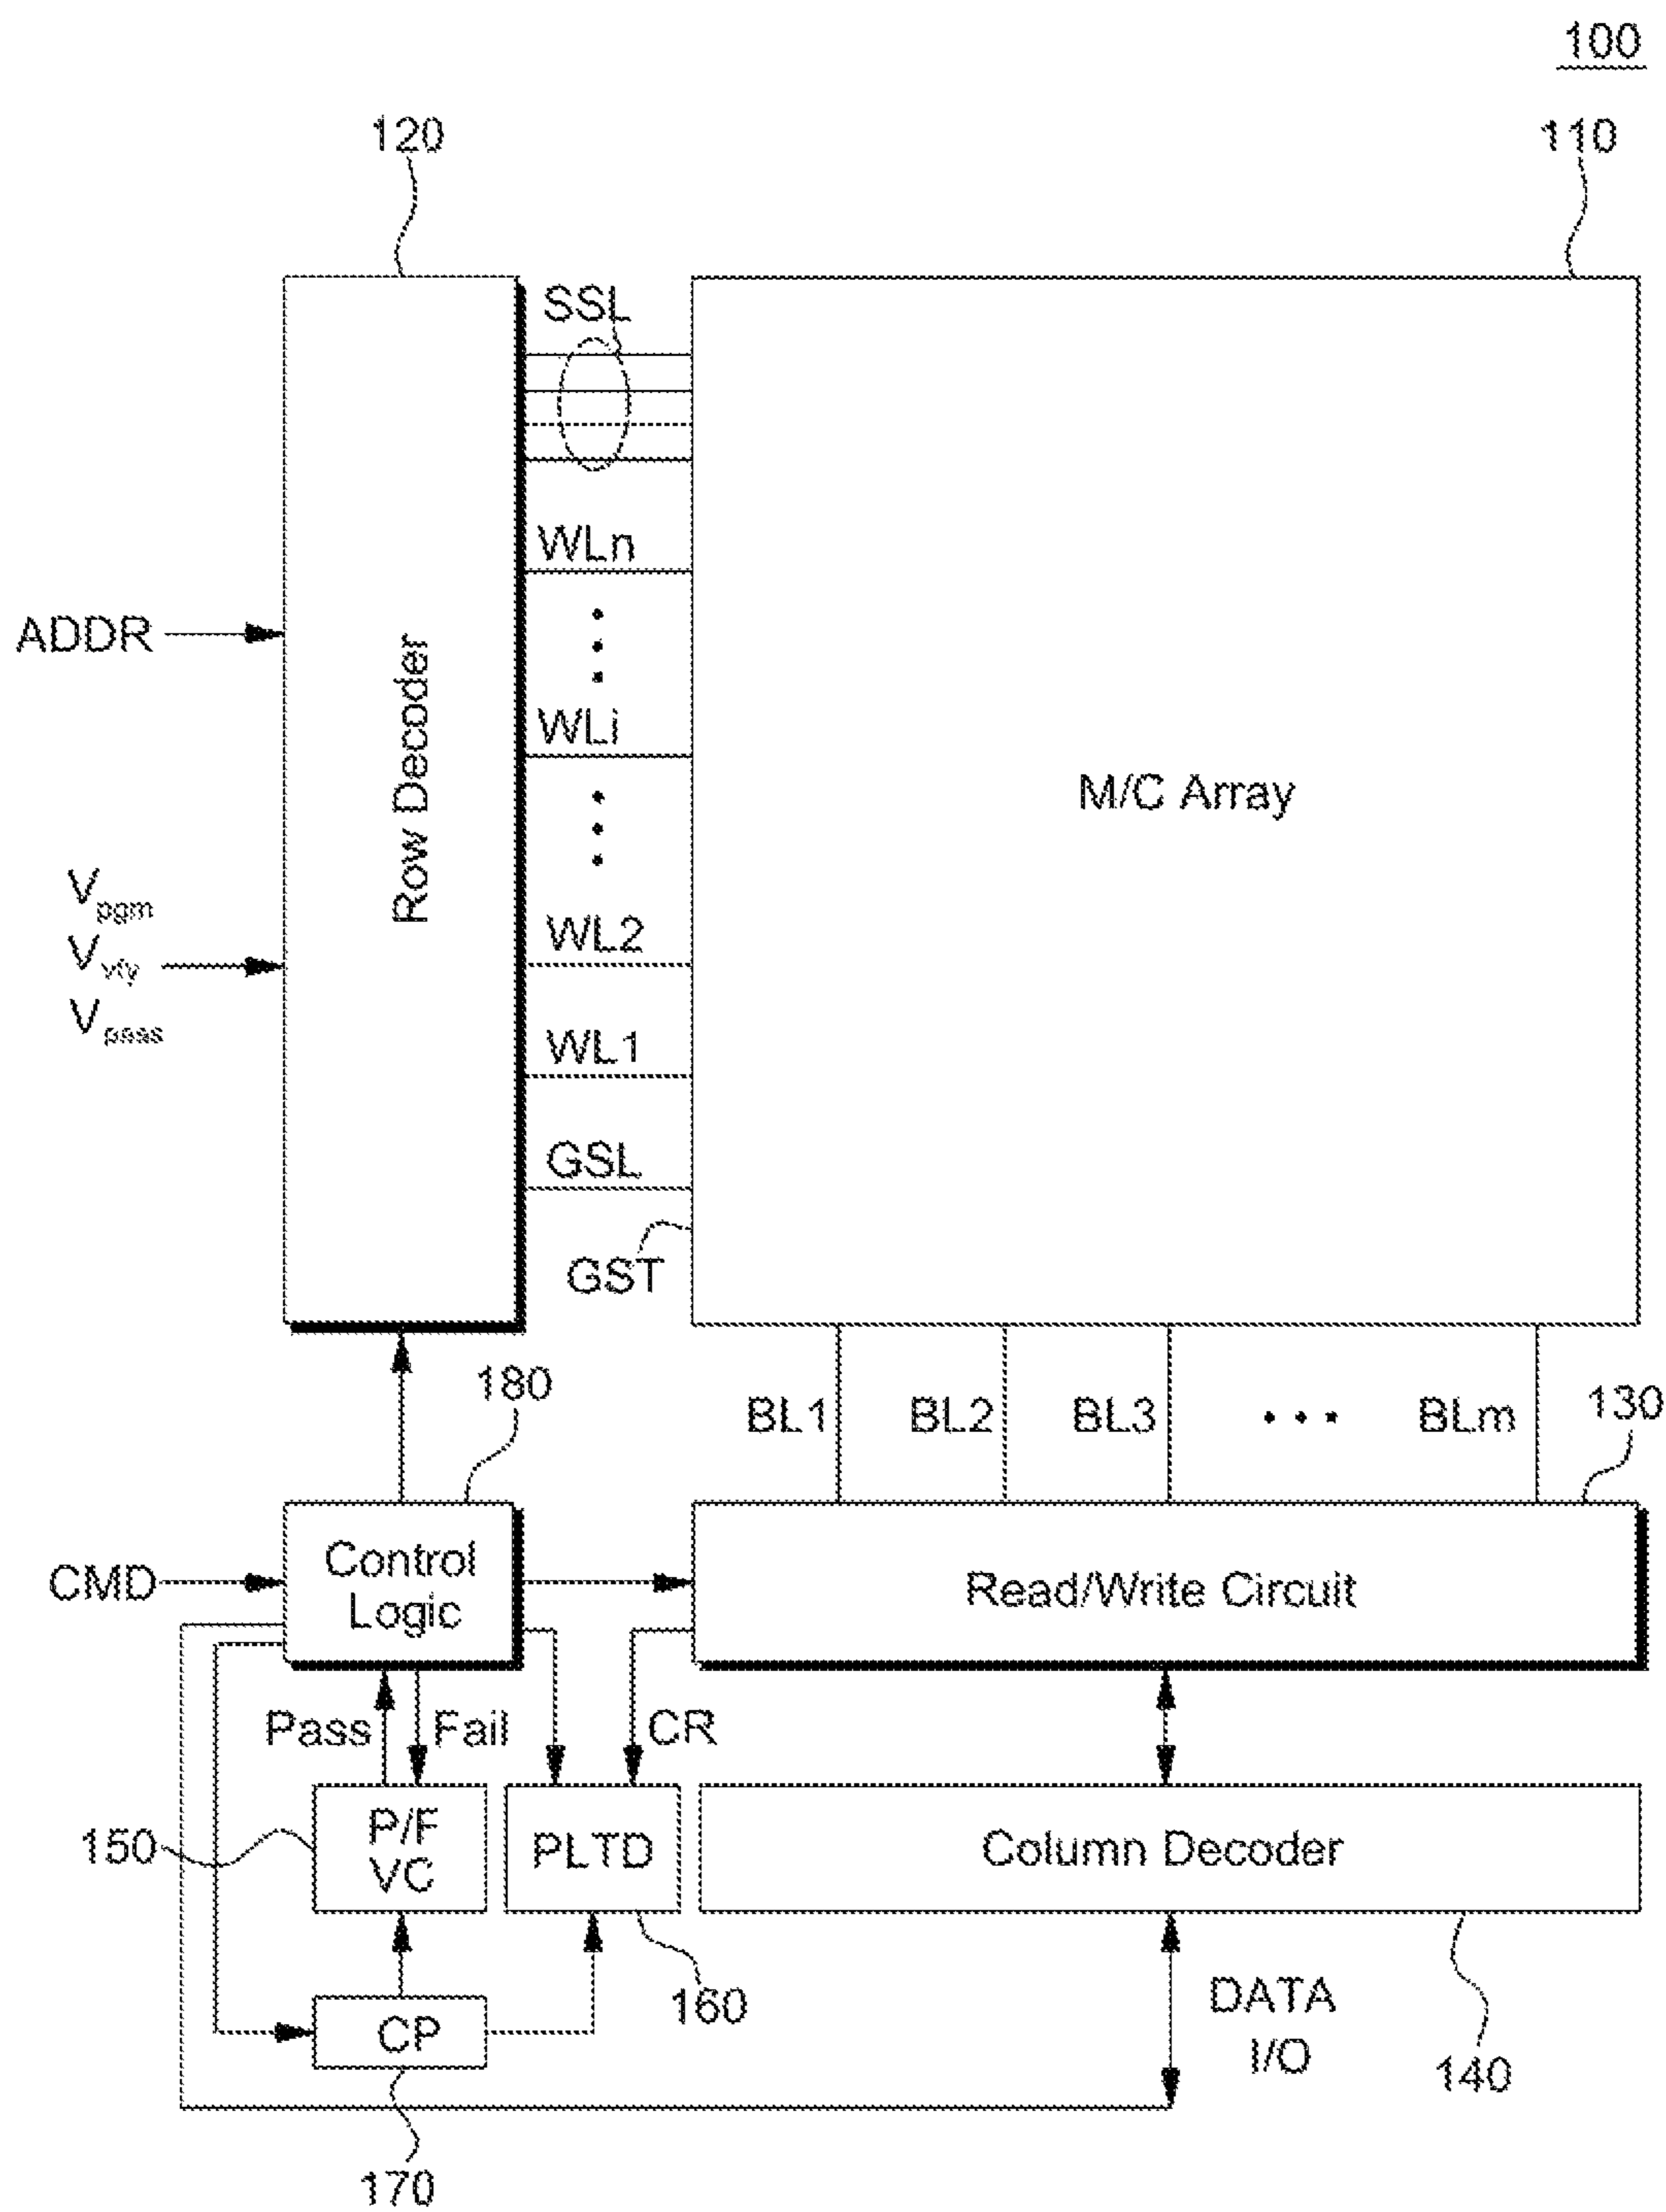 100
120
110
SSL
WLn
ADDR
Row Decoder
WLi
M/C Array
Vpgm
WL2
Vvfy
Vpass
WL1
GSL
GST
180
BL1 BL2 BL3 ... BLm
130
CMD
Control
Logic
Read/Write Circuit
Pass
Fail
CR
150
P/F
VC
PLTD
Column Decoder
160
DATA
I/O
CP
140
170